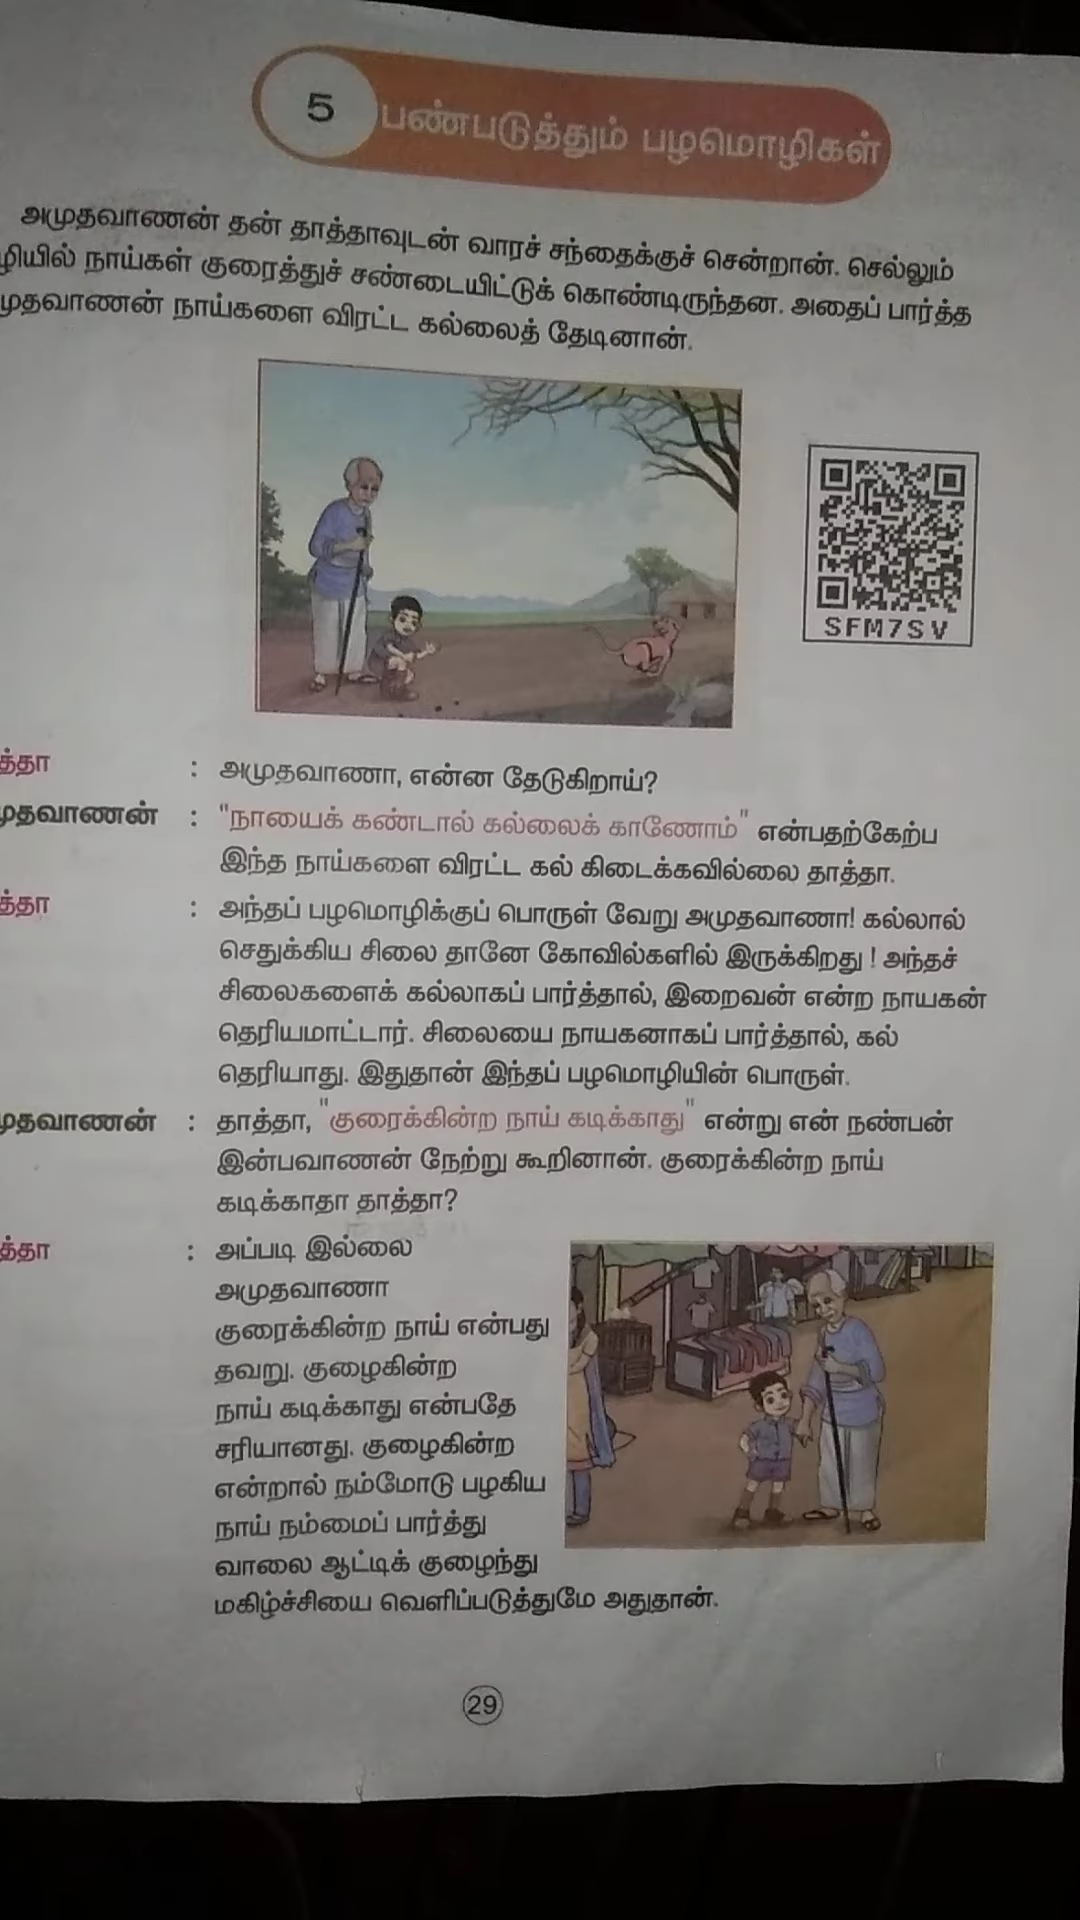 5
பண்படுத்தும் பழமொழிகள்
அமுதவாணன் தன் தாத்தாவுடன் வாரச் சந்தைக்குச் சென்றான். செல்லும்
ழியில் நாய்கள் குரைத்துச் சண்டையிட்டுக் கொண்டிருந்தன. அதைப் பார்த்த
முதவாணன் நாய்களை விரட்ட கல்லைத் தேடினான்.
SFM7SV
த்தா : அமுதவாணா, என்ன தேடுகிறாய்?
முதவாணன் : "நாயைக் கண்டால் கல்லைக் காணோம்" என்பதற்கேற்ப
இந்த நாய்களை விரட்ட கல் கிடைக்கவில்லை தாத்தா.
த்தா : அந்தப் பழமொழிக்குப் பொருள் வேறு அமுதவாணா! கல்லால்
செதுக்கிய சிலை தானே கோவில்களில் இருக்கிறது ! அந்தச்
சிலைகளைக் கல்லாகப் பார்த்தால், இறைவன் என்ற நாயகன்
தெரியமாட்டார். சிலையை நாயகனாகப் பார்த்தால், கல்
தெரியாது. இதுதான் இந்தப் பழமொழியின் பொருள்.
முதவாணன் : தாத்தா, "குரைக்கின்ற நாய் கடிக்காது" என்று என் நண்பன்
இன்பவாணன் நேற்று கூறினான். குரைக்கின்ற நாய்
கடிக்காதா தாத்தா?
த்தா : அப்படி இல்லை
அமுதவாணா
குரைக்கின்ற நாய் என்பது
தவறு. குழைகின்ற
நாய் கடிக்காது என்பதே
சரியானது. குழைகின்ற
என்றால் நம்மோடு பழகிய
நாய் நம்மைப் பார்த்து
வாலை ஆட்டிக் குழைந்து
மகிழ்ச்சியை வெளிப்படுத்துமே அதுதான்.
29